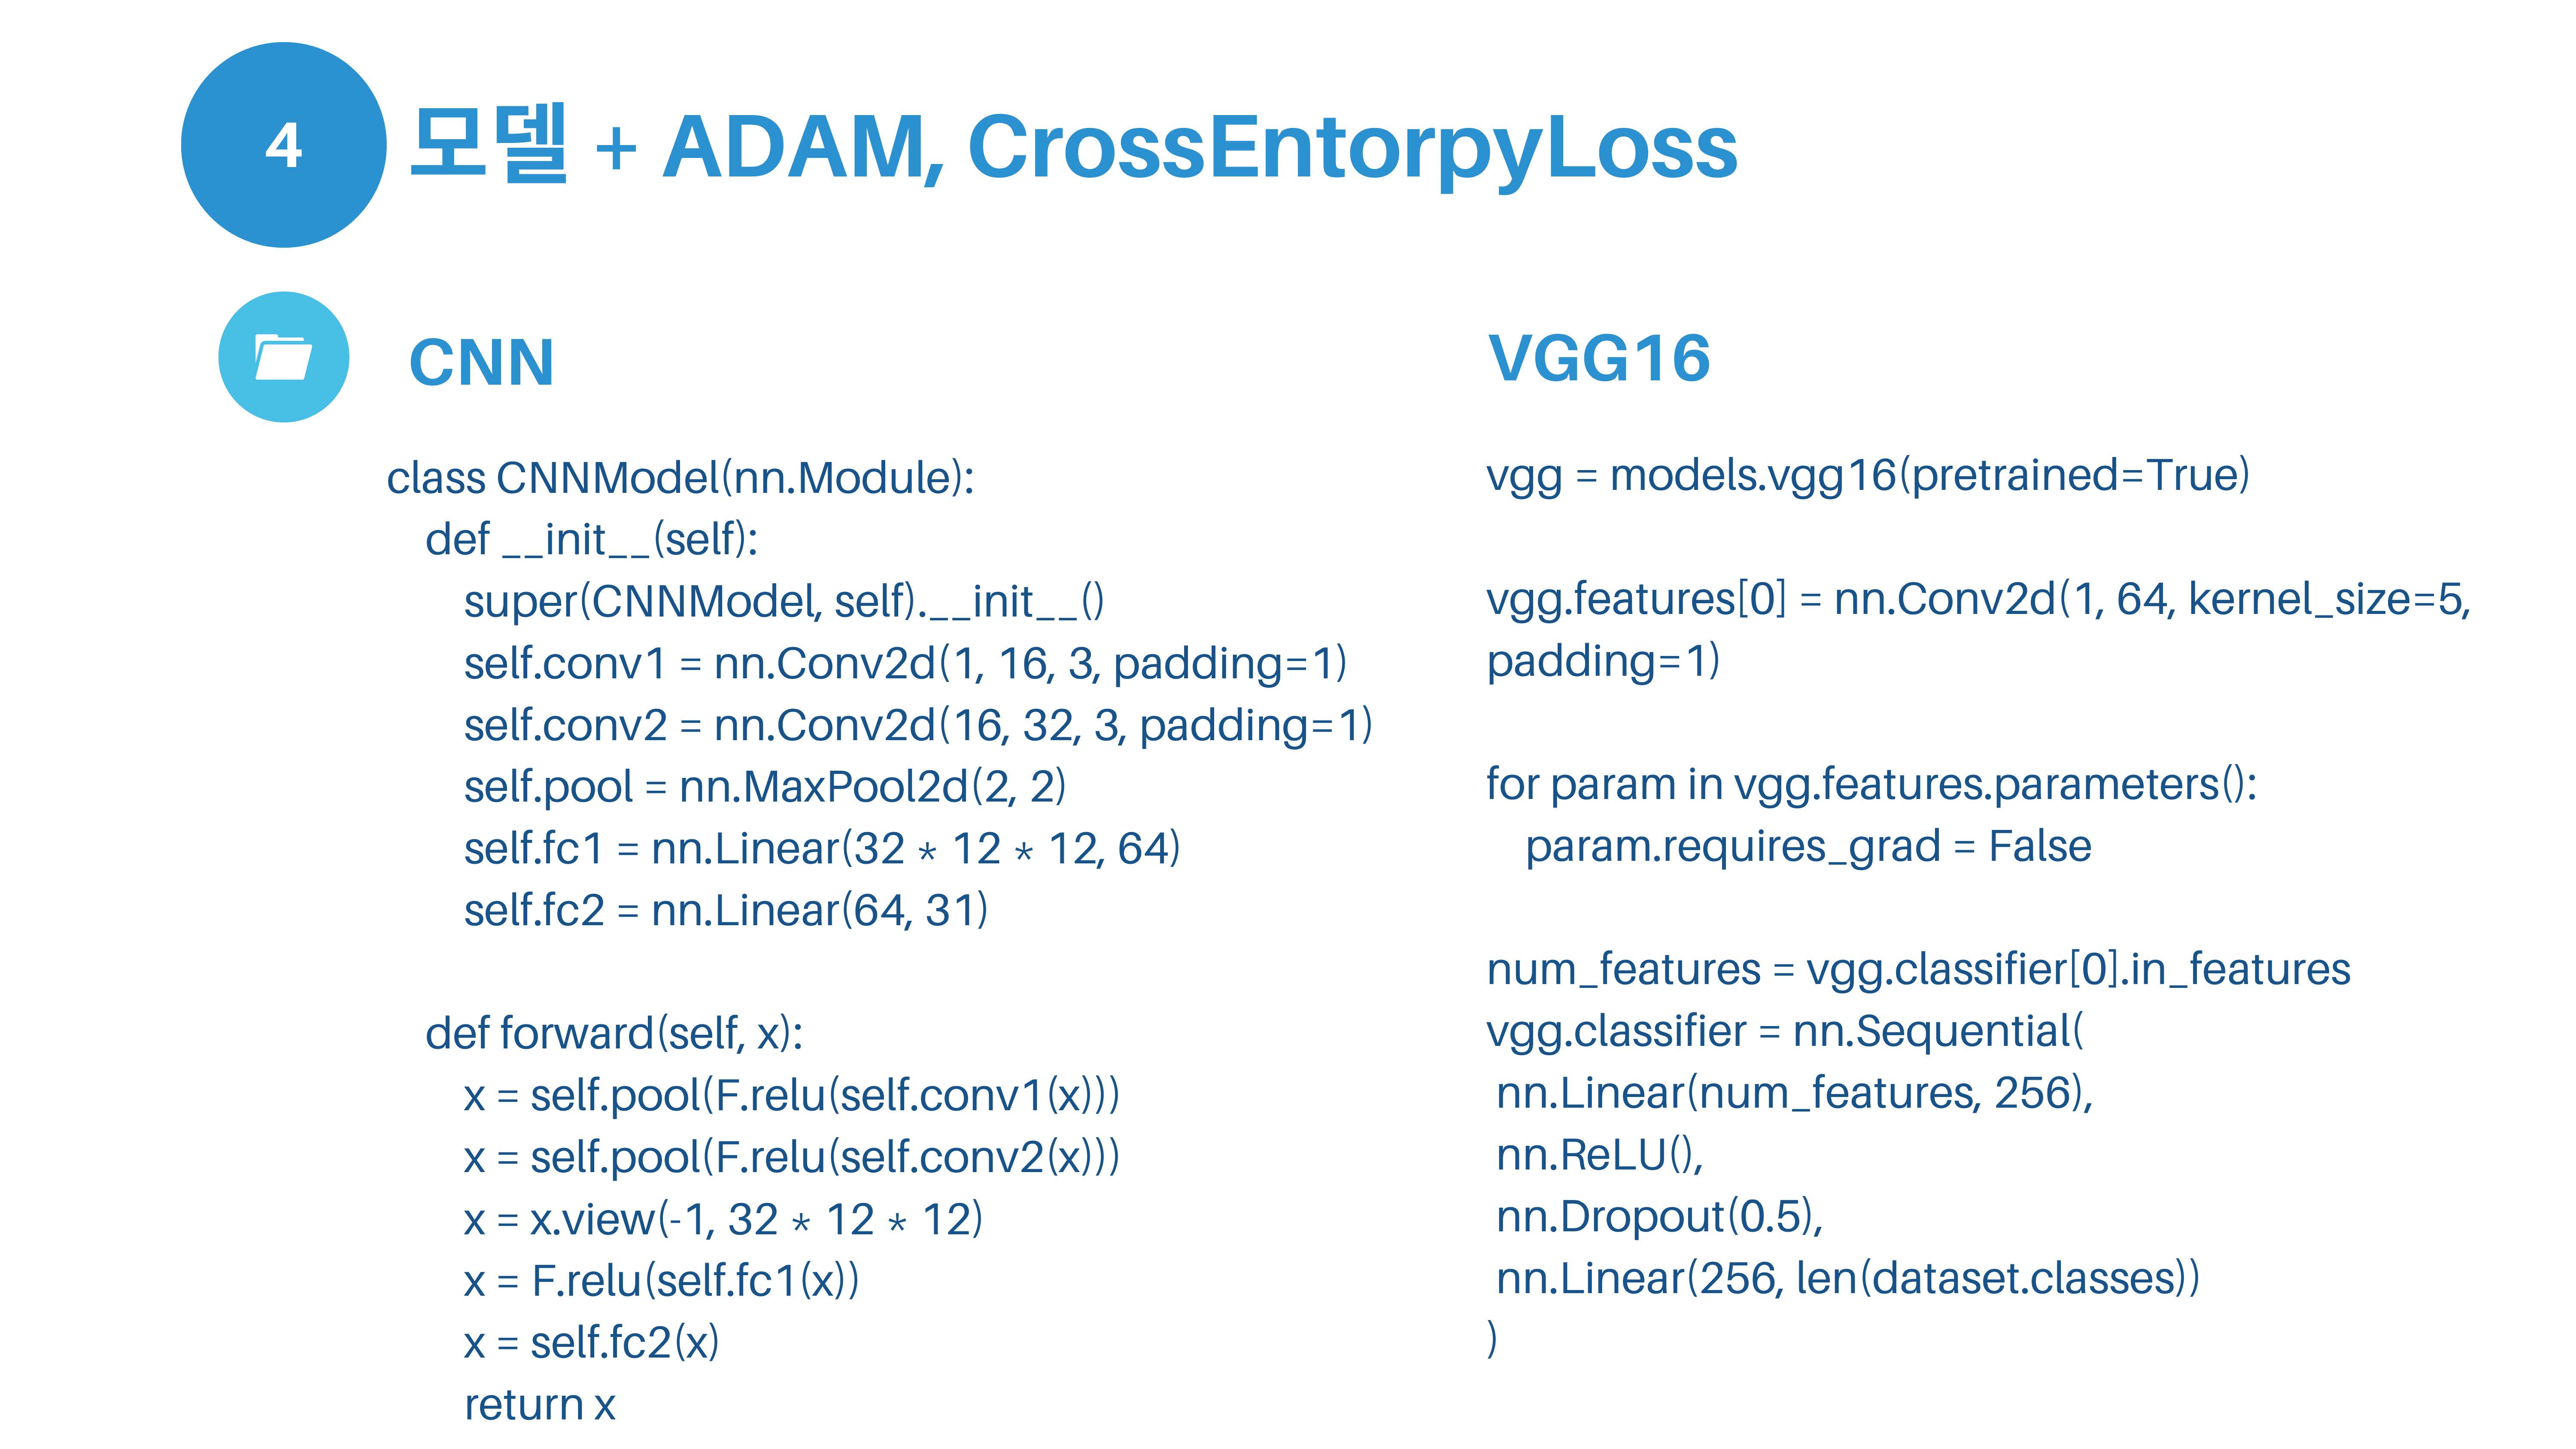 4
모델 + ADAM, CrossEntorpyLoss
CNN
class CNNModel(nn.Module):
    def __init__(self):
        super(CNNModel, self).__init__()
        self.conv1 = nn.Conv2d(1, 16, 3, padding=1)
        self.conv2 = nn.Conv2d(16, 32, 3, padding=1)
        self.pool = nn.MaxPool2d(2, 2)
        self.fc1 = nn.Linear(32 * 12 * 12, 64)
        self.fc2 = nn.Linear(64, 31)
    def forward(self, x):
        x = self.pool(F.relu(self.conv1(x)))
        x = self.pool(F.relu(self.conv2(x)))
        x = x.view(-1, 32 * 12 * 12)
        x = F.relu(self.fc1(x))
        x = self.fc2(x)
        return x
VGG16
vgg = models.vgg16(pretrained=True)
vgg.features[0] = nn.Conv2d(1, 64, kernel_size=5,
padding=1)
for param in vgg.features.parameters():
    param.requires_grad = False
num_features = vgg.classifier[0].in_features
vgg.classifier = nn.Sequential(
 nn.Linear(num_features, 256),
 nn.ReLU(),
 nn.Dropout(0.5),
 nn.Linear(256, len(dataset.classes))
)